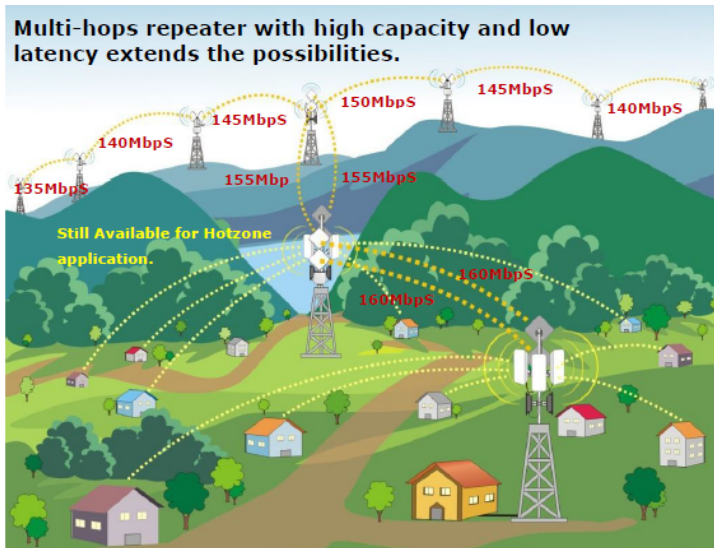 Multi-hops repeater with high capacity and low
latency extends the possibilities.
150MbpS
145MbpS
145MbpS
140MbpS
140MbpS
135MbpS
155Mbp
155MbpS
Still Available for Hotzone
application.
160MbpS
160MbpS